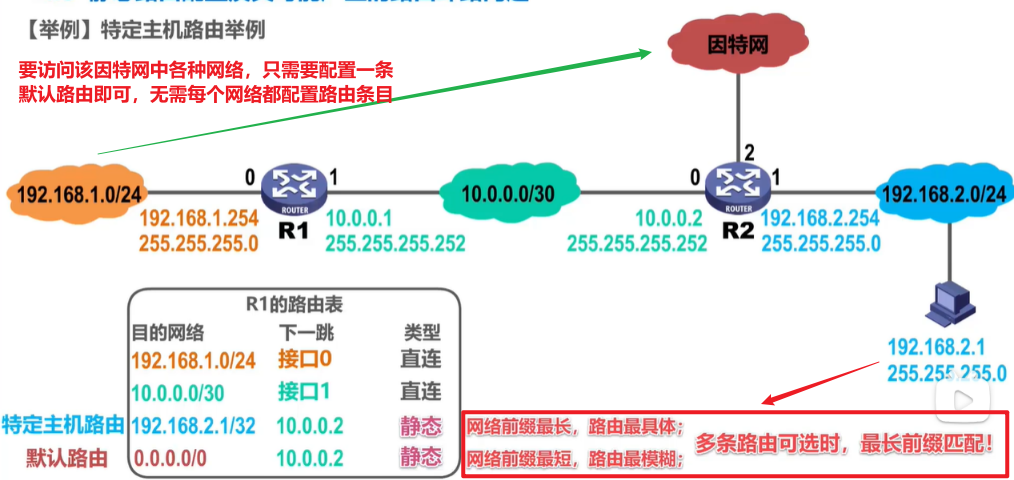 【举例】特定主机路由举例
要访问该因特网中各种网络，只需要配置一条
默认路由即可，无需每个网络都配置路由条目
因特网
2
192.168.1.0/24
0
1
10.0.0.0/30
0
1
192.168.2.0/24
ROUTER
ROUTER
R1
R2
192.168.1.254
255.255.255.0
10.0.0.1
255.255.255.252
10.0.0.2
255.255.255.252
192.168.2.254
255.255.255.0
192.168.2.1
255.255.255.0
R1的路由表
目的网络 下一跳 类型
192.168.1.0/24 接口0 直连
10.0.0.0/30 接口1 直连
特定主机路由 192.168.2.1/32 10.0.0.2 静态
默认路由 0.0.0.0/0 10.0.0.2 静态
网络前缀最长，路由最具体；
网络前缀最短，路由最模糊；
多条路由可选时，最长前缀匹配！